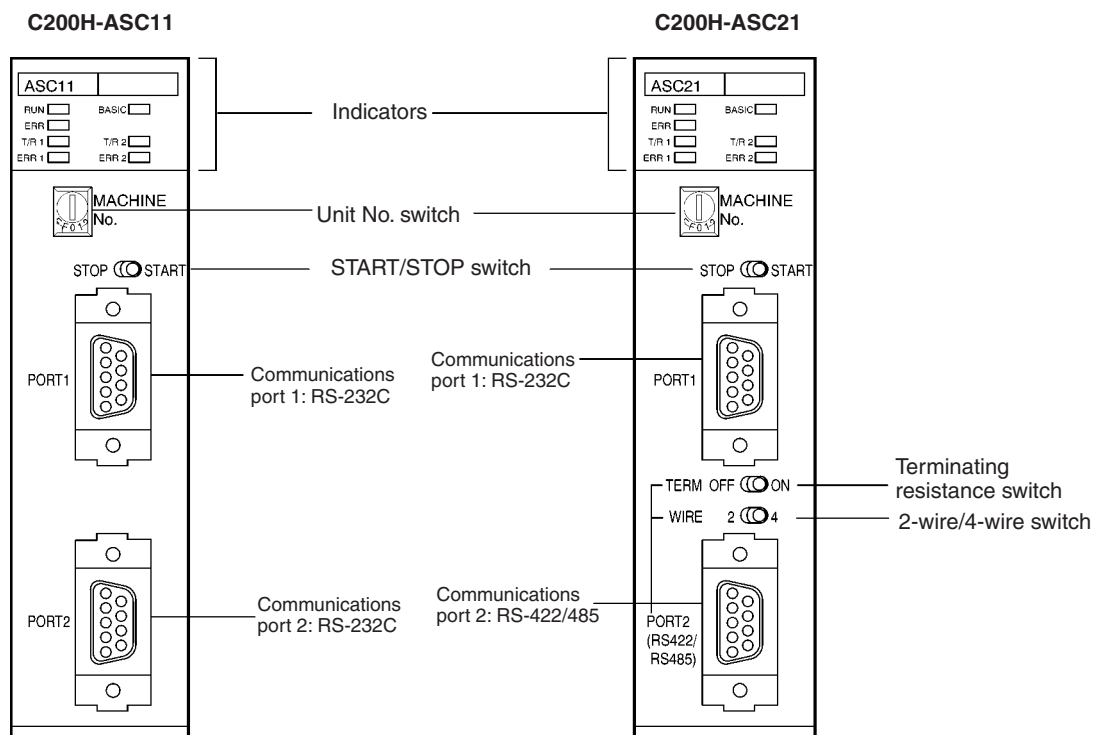 C200H-ASC11
C200H-ASC21
ASC11
RUN BASIC
ERR
T/R 1 T/R 2
ERR 1 ERR 2
MACHINE
No.
STOP START
PORT1
PORT2
Indicators
Unit No. switch
START/STOP switch
Communications
port 1: RS-232C
Communications
port 2: RS-232C
Communications
port 1: RS-232C
Communications
port 2: RS-422/485
ASC21
RUN BASIC
ERR
T/R 1 T/R 2
ERR 1 ERR 2
MACHINE
No.
STOP START
PORT1
TERM OFF ON
WIRE 2 4
PORT2
(RS422/
RS485)
Terminating
resistance switch
2-wire/4-wire switch